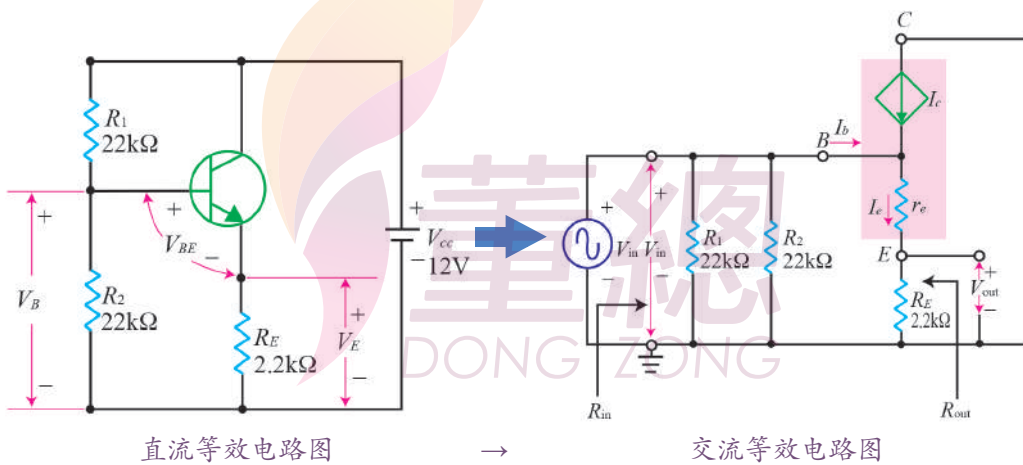 R1
22kΩ
+
VB
−
+
VBE
−
R2
22kΩ
RE
2.2kΩ
+
VE
−
+
Vcc
−
12V
直流等效电路图
→
C
Ic
B
Ib
Ie
re
E
+
Vin
−
+
Vin
−
R1
22kΩ
R2
22kΩ
RE
2.2kΩ
+
Vout
−
Rin
Rout
交流等效电路图
董總
DONG ZONG